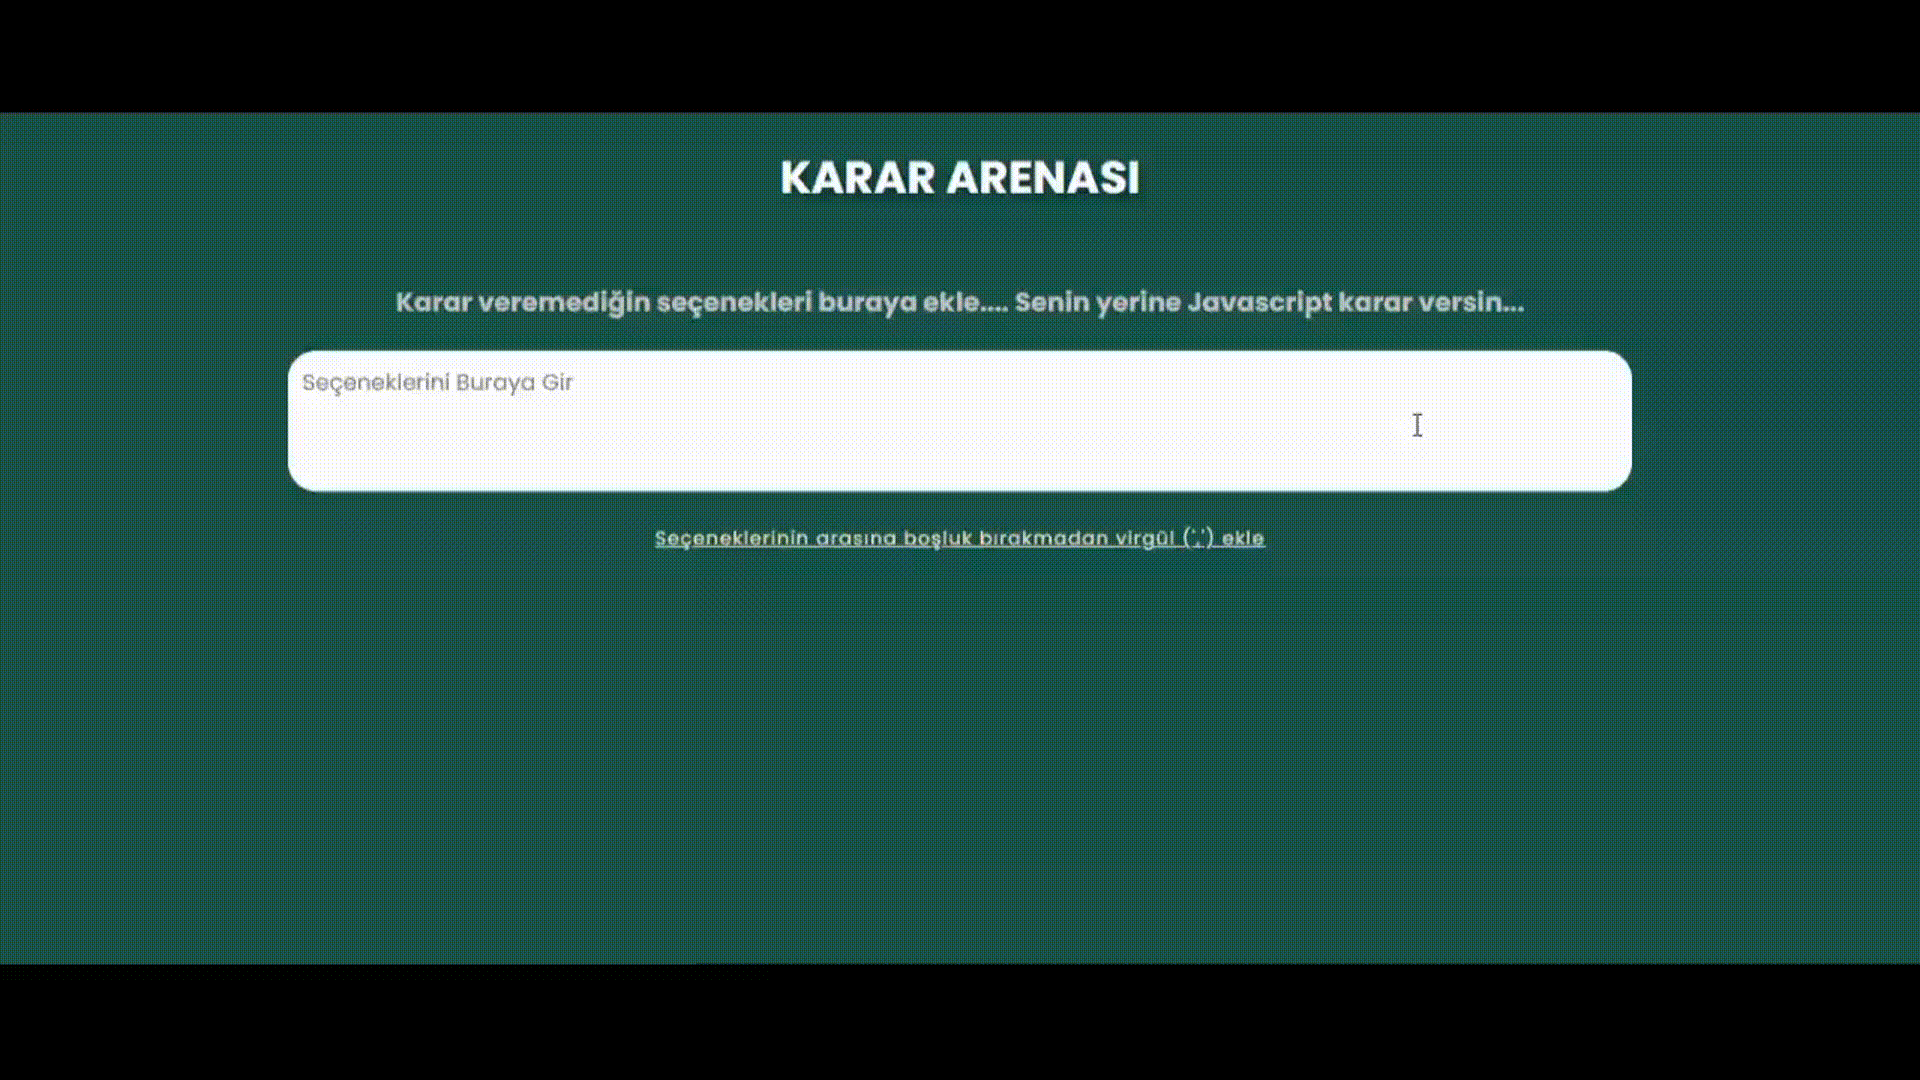 KARAR ARENASI
Karar veremediğin seçenekleri buraya ekle.... Senin yerine Javascript karar versin...
Seçeneklerini Buraya Gir
Seçeneklerinin arasına boşluk bırakmadan virgül (',') ekle